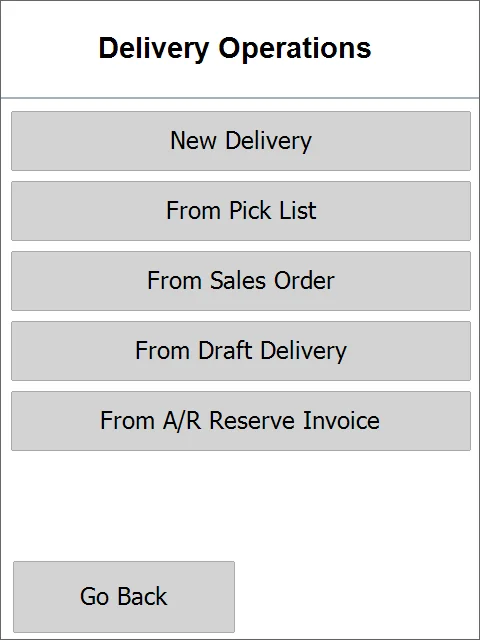 Delivery Operations
New Delivery
From Pick List
From Sales Order
From Draft Delivery
From A/R Reserve Invoice
Go Back